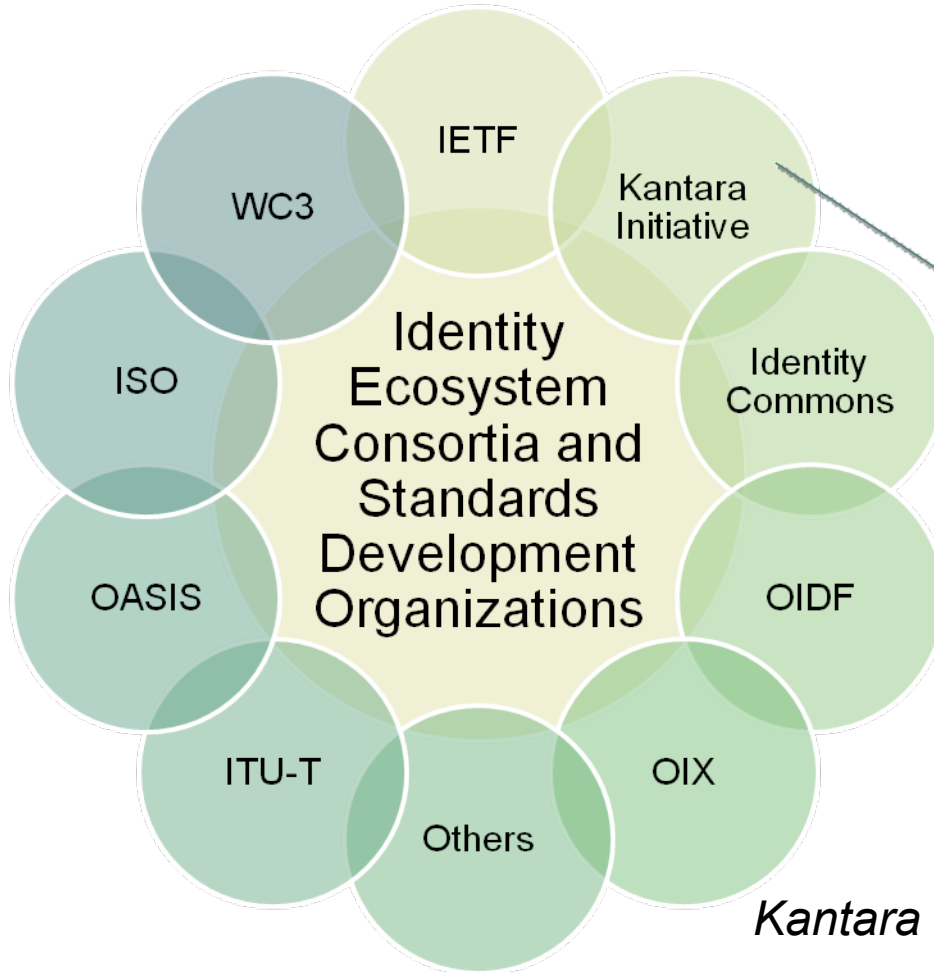 IETF
Kantara
Initiative
Identity
Commons
OIDF
OIX
Others
ITU-T
OASIS
ISO
WC3
Identity
Ecosystem
Consortia and
Standards
Development
Organizations
Kantara